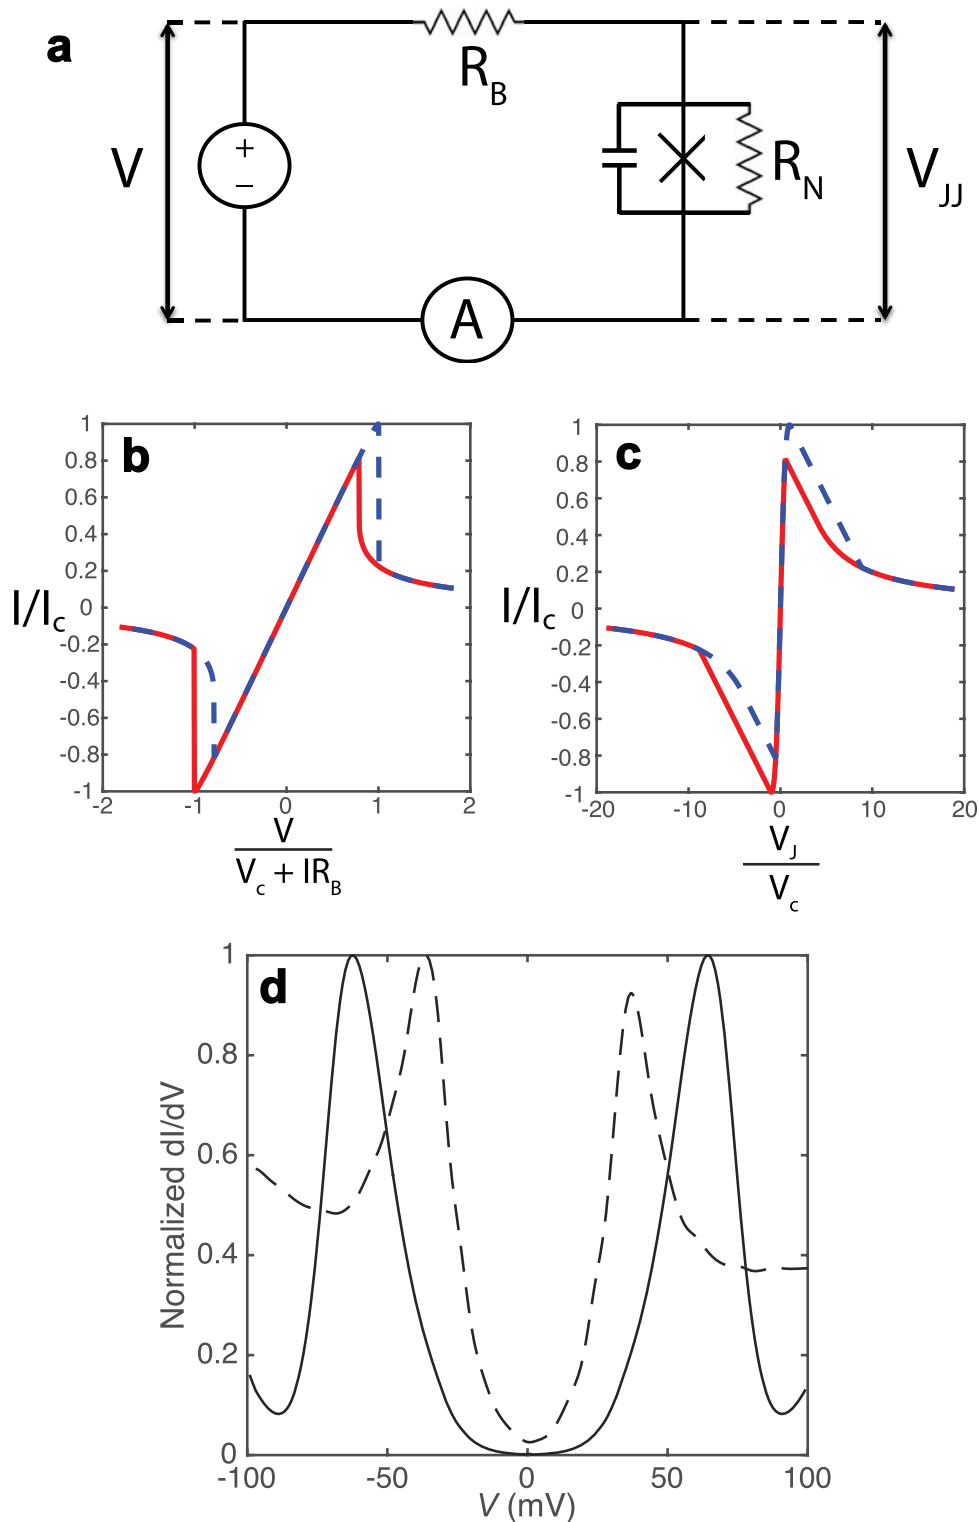 a
R_B
V
+
−
R_N
V_JJ
A
b
1
0.8
0.6
0.4
0.2
0
-0.2
-0.4
-0.6
-0.8
-1
I/I_c
-2 -1 0 1 2
V
V_c + IR_B
c
1
0.8
0.6
0.4
0.2
0
-0.2
-0.4
-0.6
-0.8
-1
I/I_c
-20 -10 0 10 20
V_J
V_c
d
1
0.8
0.6
0.4
0.2
0
Normalized dI/dV
-100 -50 0 50 100
V (mV)